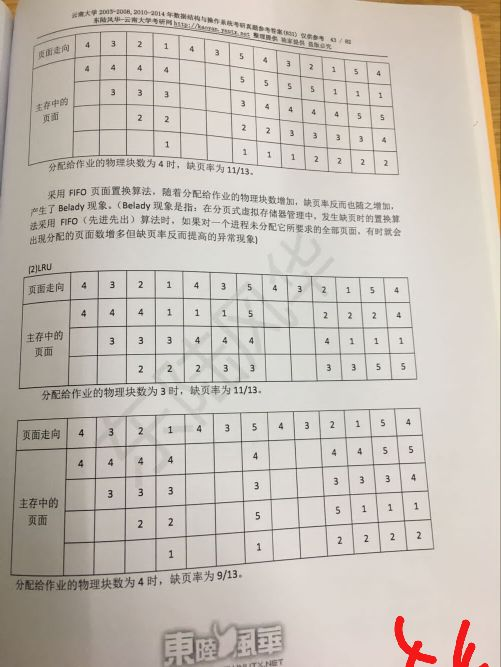 云南大学 2005-2008, 2010-2014 年数据结构与操作系统考研真题参考答案(831) 仅供参考 43 / 82
东陆风华-云南大学考研网 http://kaoyan.ynutx.net 整理提供 独家提供 盗版必究
页面走向 4 3 2 1 4 3 5 4 3 2 1 5 4
主存中的页面 4 4 4 4 5 5 5 5 1 1 1
3 3 3 3 4 4 4 4 5 5
2 2 2 2 3 3 3 3 4
1 1 1 1 2 2 2 2
分配给作业的物理块数为 4 时，缺页率为 11/13。
采用 FIFO 页面置换算法，随着分配给作业的物理块数增加，缺页率反而也随之增加，
产生了 Belady 现象。（Belady 现象是指：在分页式虚拟存储器管理中，发生缺页时的置换算
法采用 FIFO（先进先出）算法时，如果对一个进程未分配它所要求的全部页面，有时就会
出现分配的页面数增多但缺页率反而提高的异常现象)
(2)LRU
页面走向 4 3 2 1 4 3 5 4 3 2 1 5 4
主存中的页面 4 4 4 1 1 1 5 2 2 2 4
3 3 3 4 4 4 4 1 1 1
2 2 2 3 3 3 3 5 5
分配给作业的物理块数为 3 时，缺页率为 11/13。
页面走向 4 3 2 1 4 3 5 4 3 2 1 5 4
主存中的页面 4 4 4 4 4 4 4 5 5
3 3 3 3 3 3 3 4
2 2 5 5 1 1 1
1 1 2 2 2 2
分配给作业的物理块数为 4 时，缺页率为 9/13。
东陆风华
東陸風華